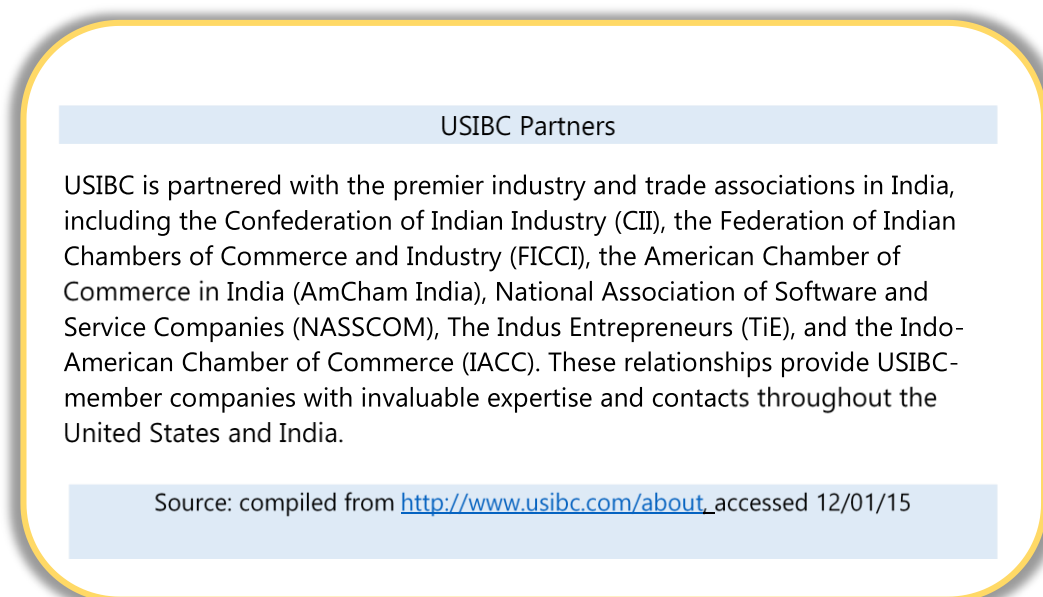 USIBC Partners
USIBC is partnered with the premier industry and trade associations in India,
including the Confederation of Indian Industry (CII), the Federation of Indian
Chambers of Commerce and Industry (FICCI), the American Chamber of
Commerce in India (AmCham India), National Association of Software and
Service Companies (NASSCOM), The Indus Entrepreneurs (TiE), and the Indo-
American Chamber of Commerce (IACC). These relationships provide USIBC-
member companies with invaluable expertise and contacts throughout the
United States and India.
Source: compiled from http://www.usibc.com/about, accessed 12/01/15